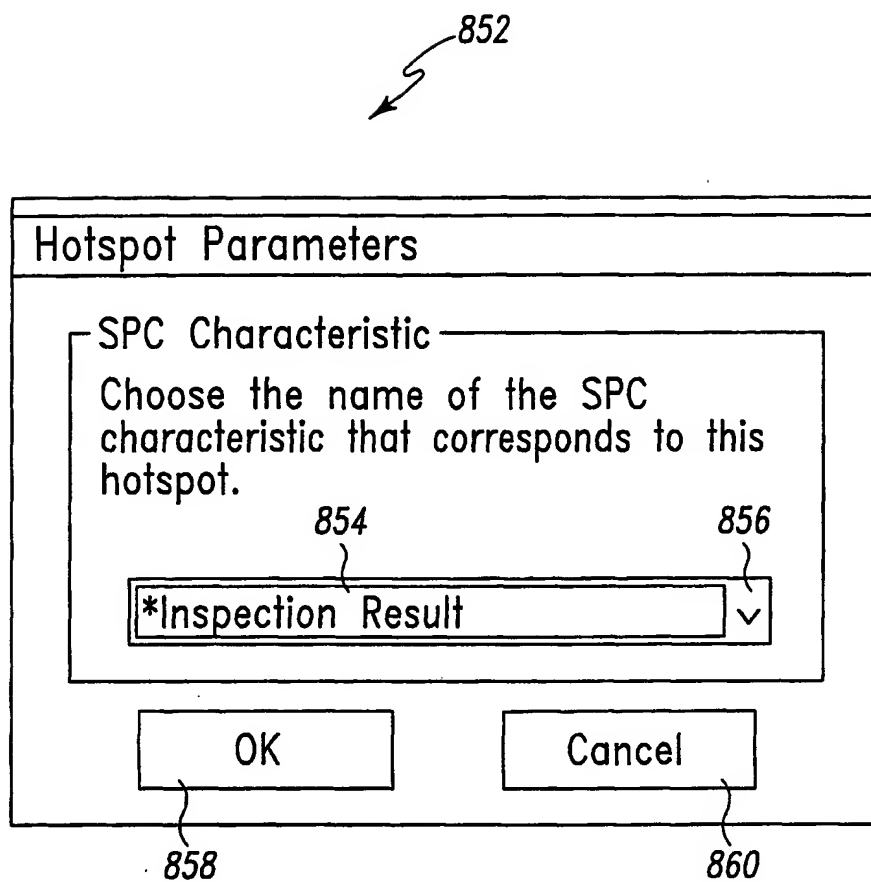 852
Hotspot Parameters
SPC Characteristic
Choose the name of the SPC
characteristic that corresponds to this
hotspot.
854
856
*Inspection Result
OK
Cancel
858
860